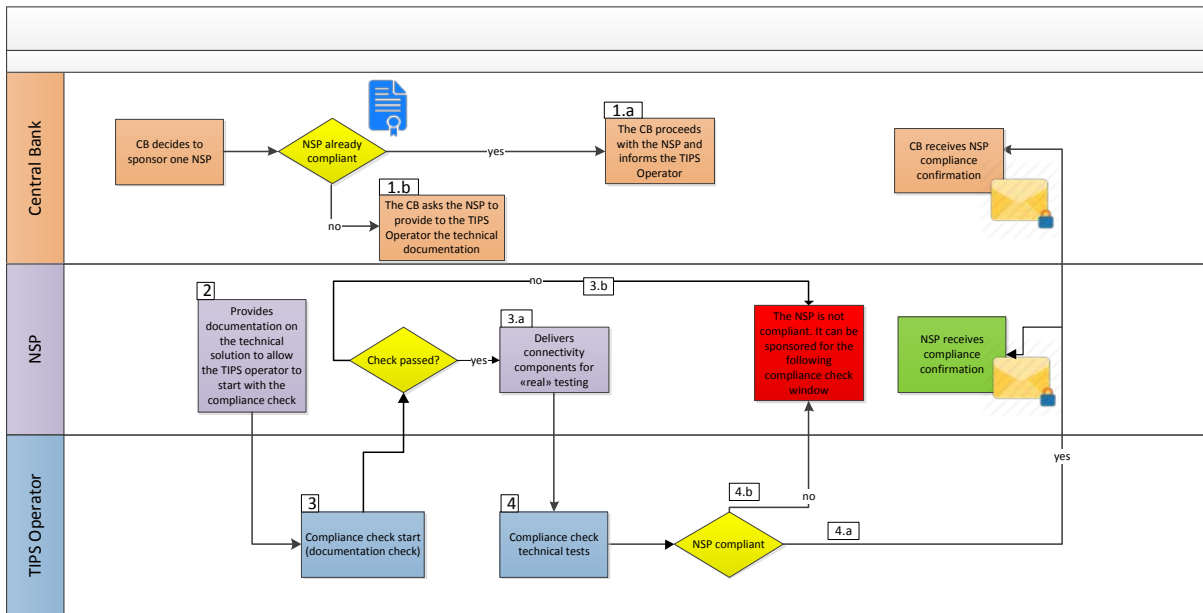 Central Bank
CB decides to
sponsor one NSP
NSP already
compliant
yes
no
1.a
The CB proceeds
with the NSP and
informs the TIPS
Operator
1.b
The CB asks the NSP to
provide to the TIPS
Operator the technical
documentation
CB receives NSP
compliance
confirmation
NSP
2
Provides
documentation on
the technical
solution to allow
the TIPS operator to
start with the
compliance check
Check passed?
no
3.b
yes
3.a
Delivers
connectivity
components for
«real» testing
The NSP is not
compliant. It can be
sponsored for the
following
compliance check
window
NSP receives
compliance
confirmation
TIPS Operator
3
Compliance check start
(documentation check)
4
Compliance check
technical tests
NSP compliant
4.b
no
4.a
yes